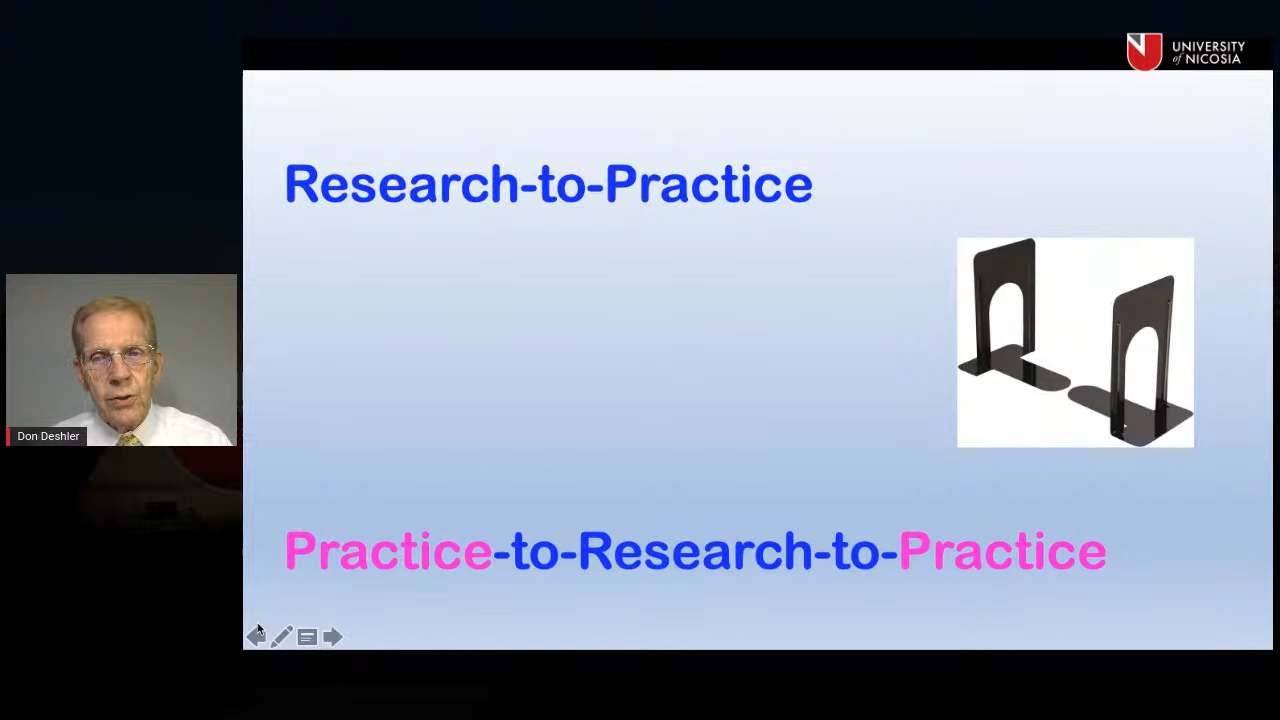 UNIVERSITY
of NICOSIA
Research-to-Practice
Don Deshler
Practice-to-Research-to-Practice